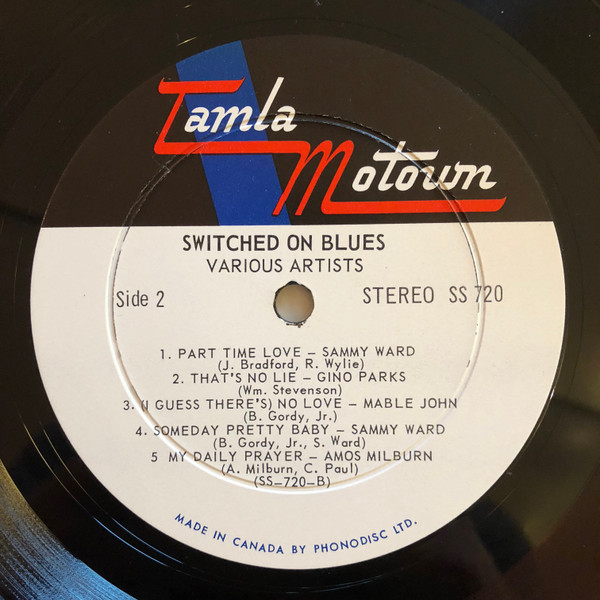 Tamla
Motown
SWITCHED ON BLUES
VARIOUS ARTISTS
Side 2
STEREO SS 720
1. PART TIME LOVE – SAMMY WARD
(J. Bradford, R. Wylie)
2. THAT'S NO LIE – GINO PARKS
(Wm. Stevenson)
3. (I GUESS THERE'S) NO LOVE – MABLE JOHN
(B. Gordy, Jr.)
4. SOMEDAY PRETTY BABY – SAMMY WARD
(B. Gordy, Jr., S. Ward)
5 MY DAILY PRAYER – AMOS MILBURN
(A. Milburn, C. Paul)
(SS–720–B)
MADE IN CANADA BY PHONODISC LTD.